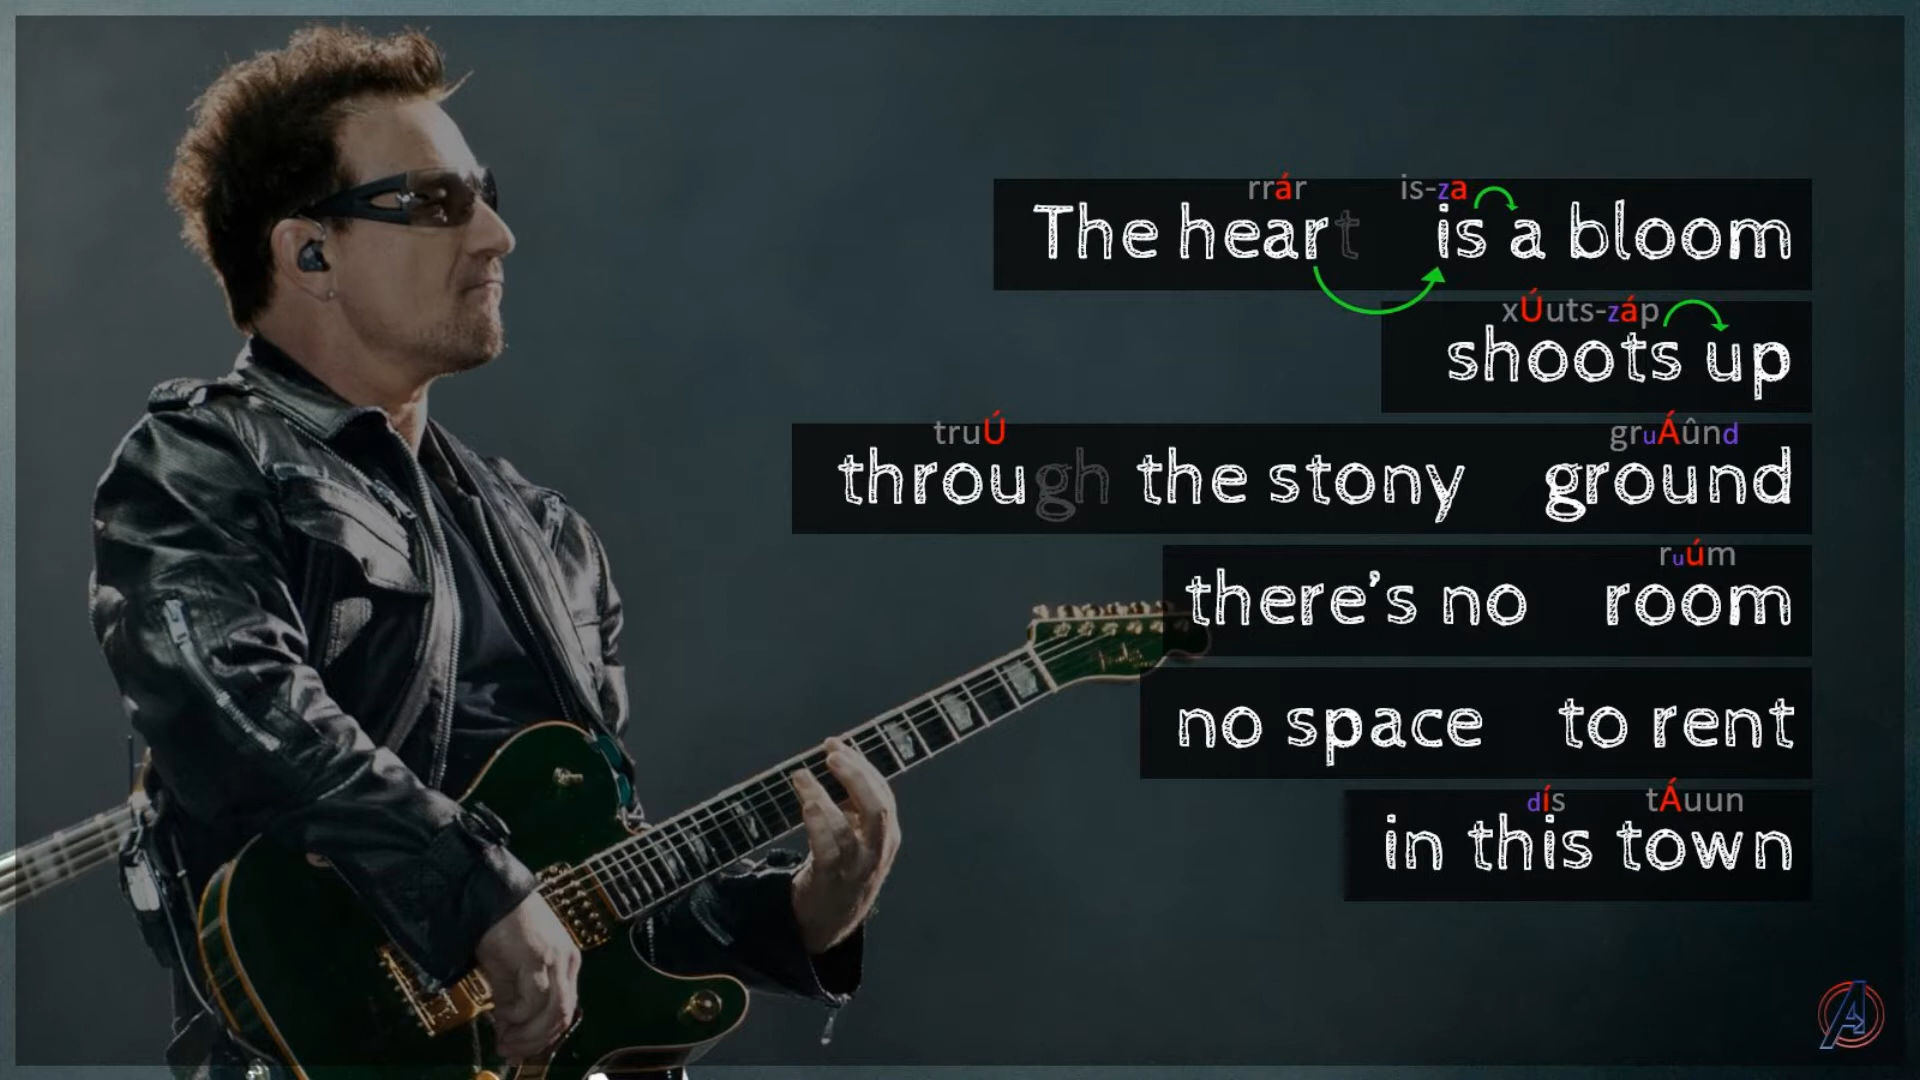 rrár is-za
The heart is a bloom
xÚuts-záp
shoots up
truÚ gruÁûnd
through the stony ground
ruúm
there's no room
no space to rent
dís tÁuun
in this town